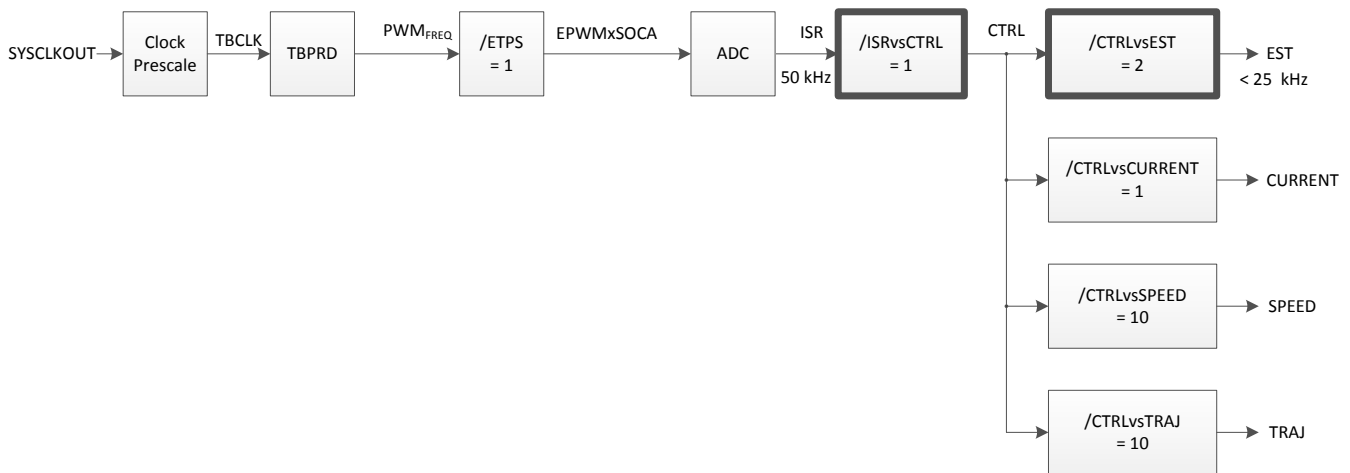 SYSCLKOUT
Clock
Prescale
TBCLK
TBPRD
PWMFREQ
/ETPS
= 1
EPWMxSOCA
ADC
ISR
50 kHz
/ISRvsCTRL
= 1
CTRL
/CTRLvsEST
= 2
EST
< 25 kHz
/CTRLvsCURRENT
= 1
CURRENT
/CTRLvsSPEED
= 10
SPEED
/CTRLvsTRAJ
= 10
TRAJ